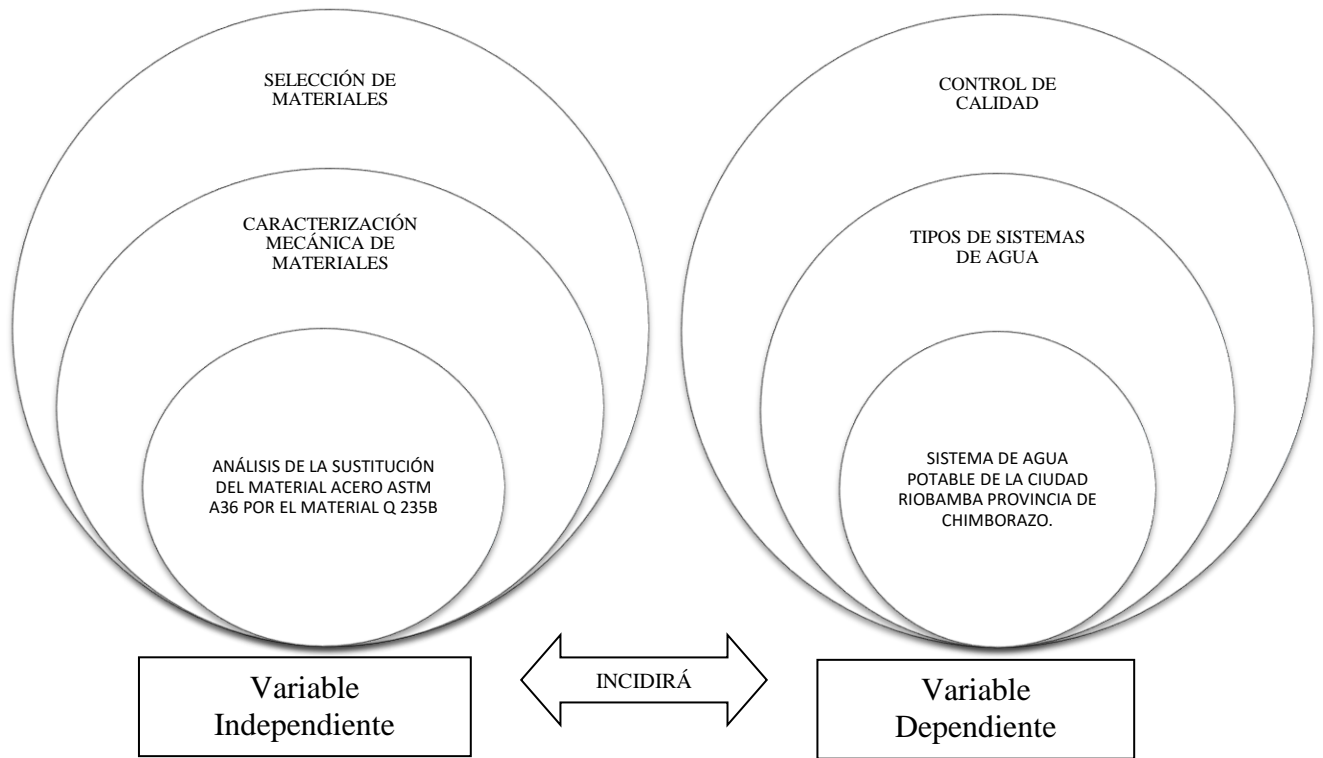 SELECCIÓN DE
MATERIALES
CARACTERIZACIÓN
MECÁNICA DE
MATERIALES
ANÁLISIS DE LA SUSTITUCIÓN
DEL MATERIAL ACERO ASTM
A36 POR EL MATERIAL Q 235B
Variable
Independiente
INCIDIRÁ
CONTROL DE
CALIDAD
TIPOS DE SISTEMAS
DE AGUA
SISTEMA DE AGUA
POTABLE DE LA CIUDAD
RIOBAMBA PROVINCIA DE
CHIMBORAZO.
Variable
Dependiente